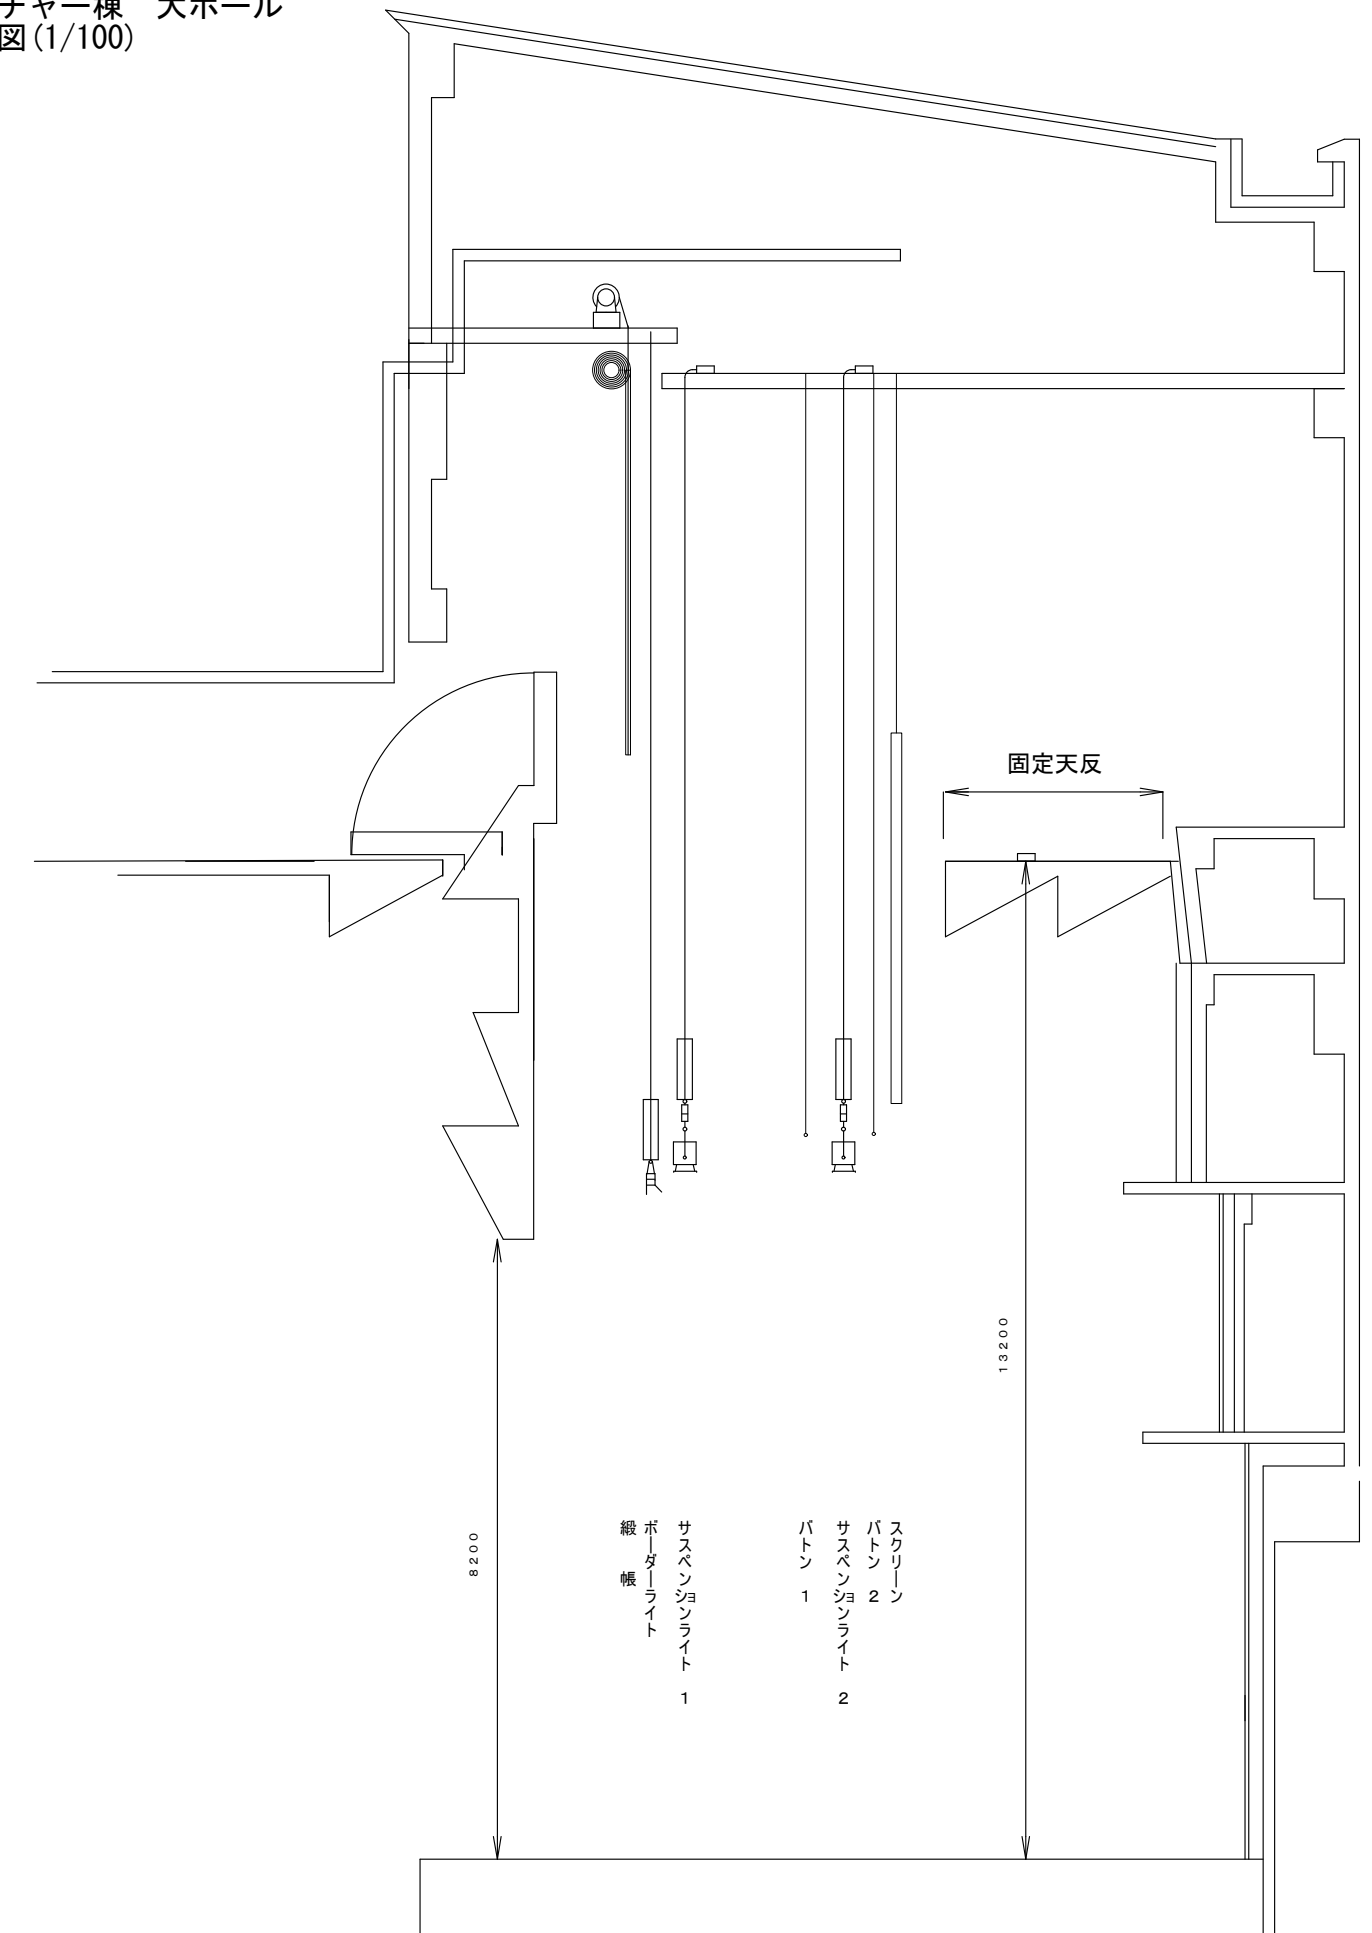 チャー棟　大ホール
図(1/100)
固定天反
13200
8200
スクリーン
バトン 2
サスペンションライト 2
バトン 1
サスペンションライト 1
ボーダーライト
緞 帳